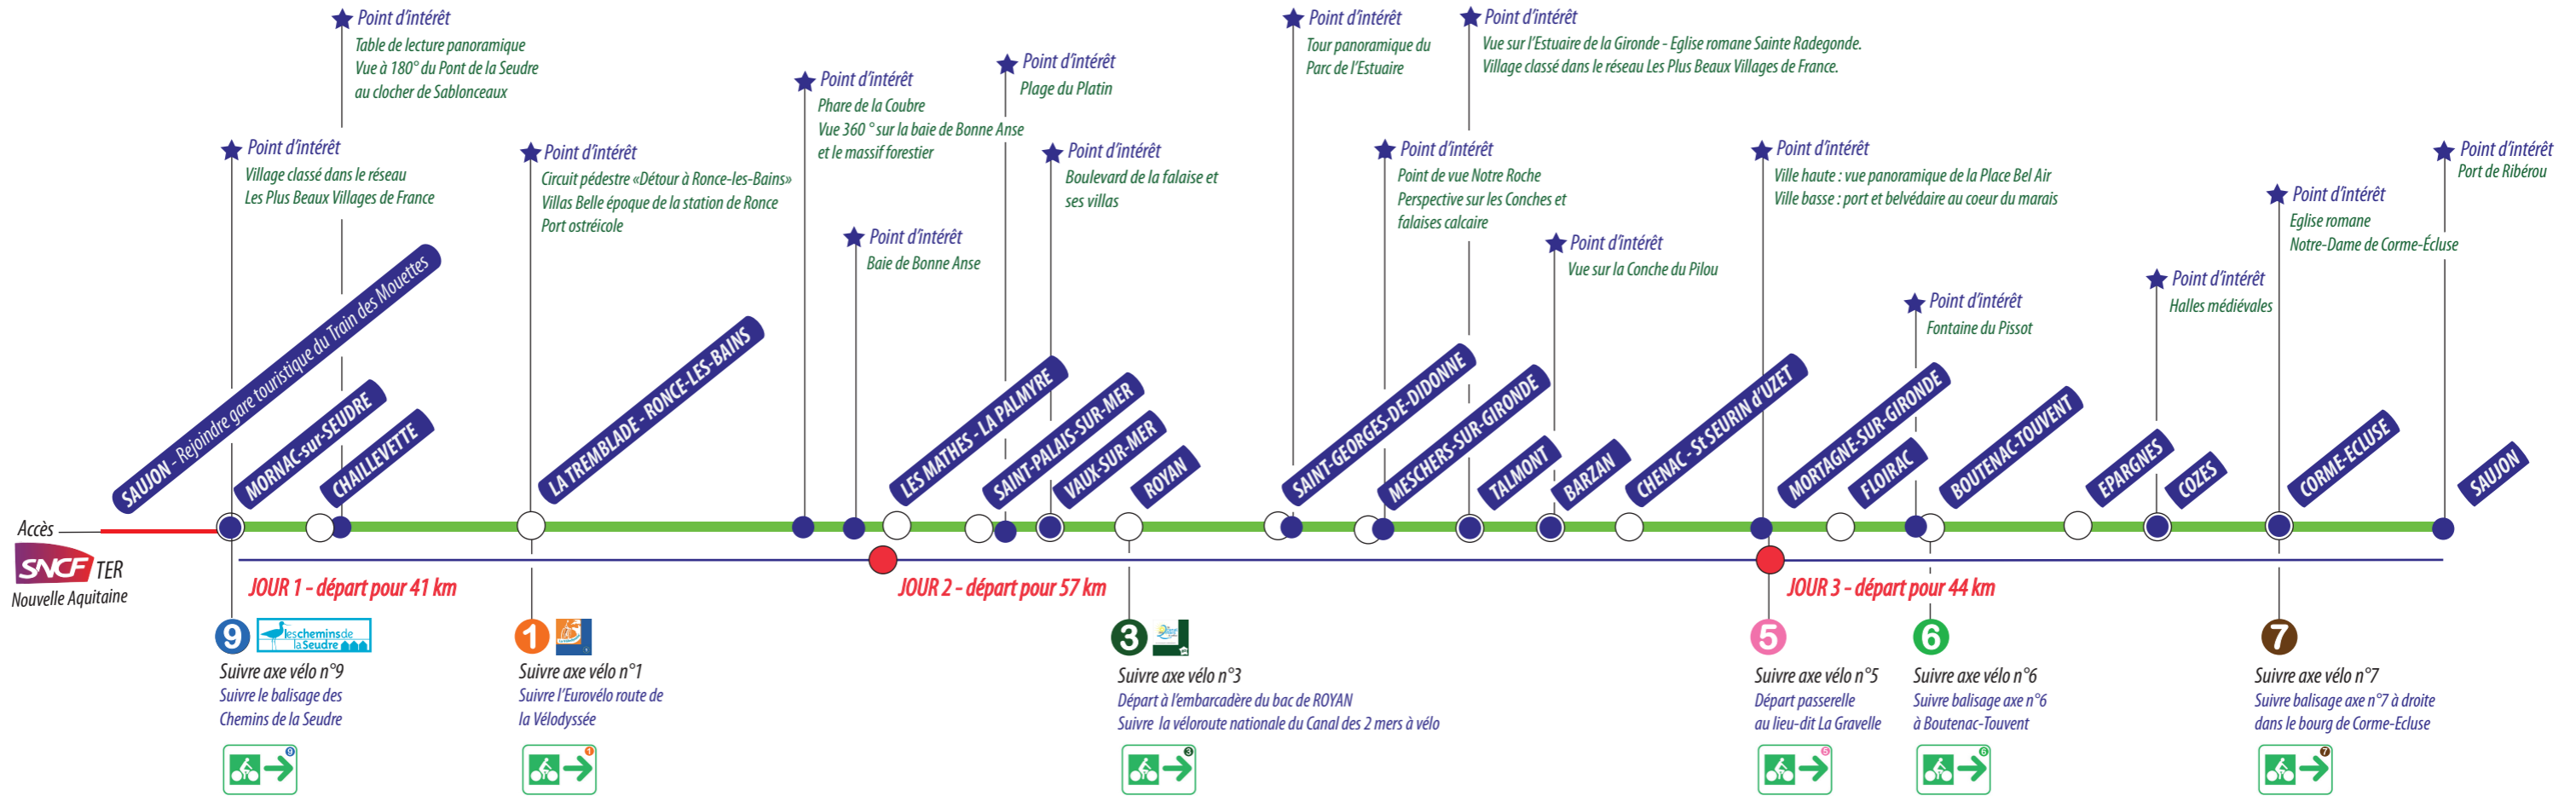 Point d'intérêt
Table de lecture panoramique
Vue à 180° du Pont de la Seudre
au clocher de Sablonceaux
Point d'intérêt
Village classé dans le réseau
Les Plus Beaux Villages de France
Point d'intérêt
Circuit pédestre «Détour à Ronce-les-Bains»
Villas Belle époque de la station de Ronce
Port ostréicole
Point d'intérêt
Phare de la Coubre
Vue 360 ° sur la baie de Bonne Anse
et le massif forestier
Point d'intérêt
Baie de Bonne Anse
Point d'intérêt
Plage du Platin
Point d'intérêt
Boulevard de la falaise et
ses villas
Point d'intérêt
Tour panoramique du
Parc de l'Estuaire
Point d'intérêt
Point de vue Notre Roche
Perspective sur les Conches et
falaises calcaire
Point d'intérêt
Vue sur l'Estuaire de la Gironde - Eglise romane Sainte Radegonde.
Village classé dans le réseau Les Plus Beaux Villages de France.
Point d'intérêt
Vue sur la Conche du Pilou
Point d'intérêt
Ville haute : vue panoramique de la Place Bel Air
Ville basse : port et belvédaire au coeur du marais
Point d'intérêt
Fontaine du Pissot
Point d'intérêt
Halles médiévales
Point d'intérêt
Eglise romane
Notre-Dame de Corme-Écluse
Point d'intérêt
Port de Ribérou
SAUJON - Rejoindre gare touristique du Train des Mouettes
MORNAC-sur-SEUDRE
CHAILLEVETTE
LA TREMBLADE - RONCE-LES-BAINS
LES MATHES - LA PALMYRE
SAINT-PALAIS-SUR-MER
VAUX-SUR-MER
ROYAN
SAINT-GEORGES-DE-DIDONNE
MESCHERS-SUR-GIRONDE
TALMONT
BARZAN
CHENAC - St SEURIN d'UZET
MORTAGNE-SUR-GIRONDE
FLOIRAC
BOUTENAC-TOUVENT
EPARGNES
COZES
CORME-ECLUSE
SAUJON
Accès
SNCF TER
Nouvelle Aquitaine
JOUR 1 - départ pour 41 km
JOUR 2 - départ pour 57 km
JOUR 3 - départ pour 44 km
9
leschemins de
la Seudre
Suivre axe vélo n°9
Suivre le balisage des
Chemins de la Seudre
9
1
Suivre axe vélo n°1
Suivre l'Eurovélo route de
la Vélodyssée
1
3
Suivre axe vélo n°3
Départ à l'embarcadère du bac de ROYAN
Suivre la véloroute nationale du Canal des 2 mers à vélo
3
5
Suivre axe vélo n°5
Départ passerelle
au lieu-dit La Gravelle
5
6
Suivre axe vélo n°6
Suivre balisage axe n°6
à Boutenac-Touvent
6
7
Suivre axe vélo n°7
Suivre balisage axe n°7 à droite
dans le bourg de Corme-Ecluse
7